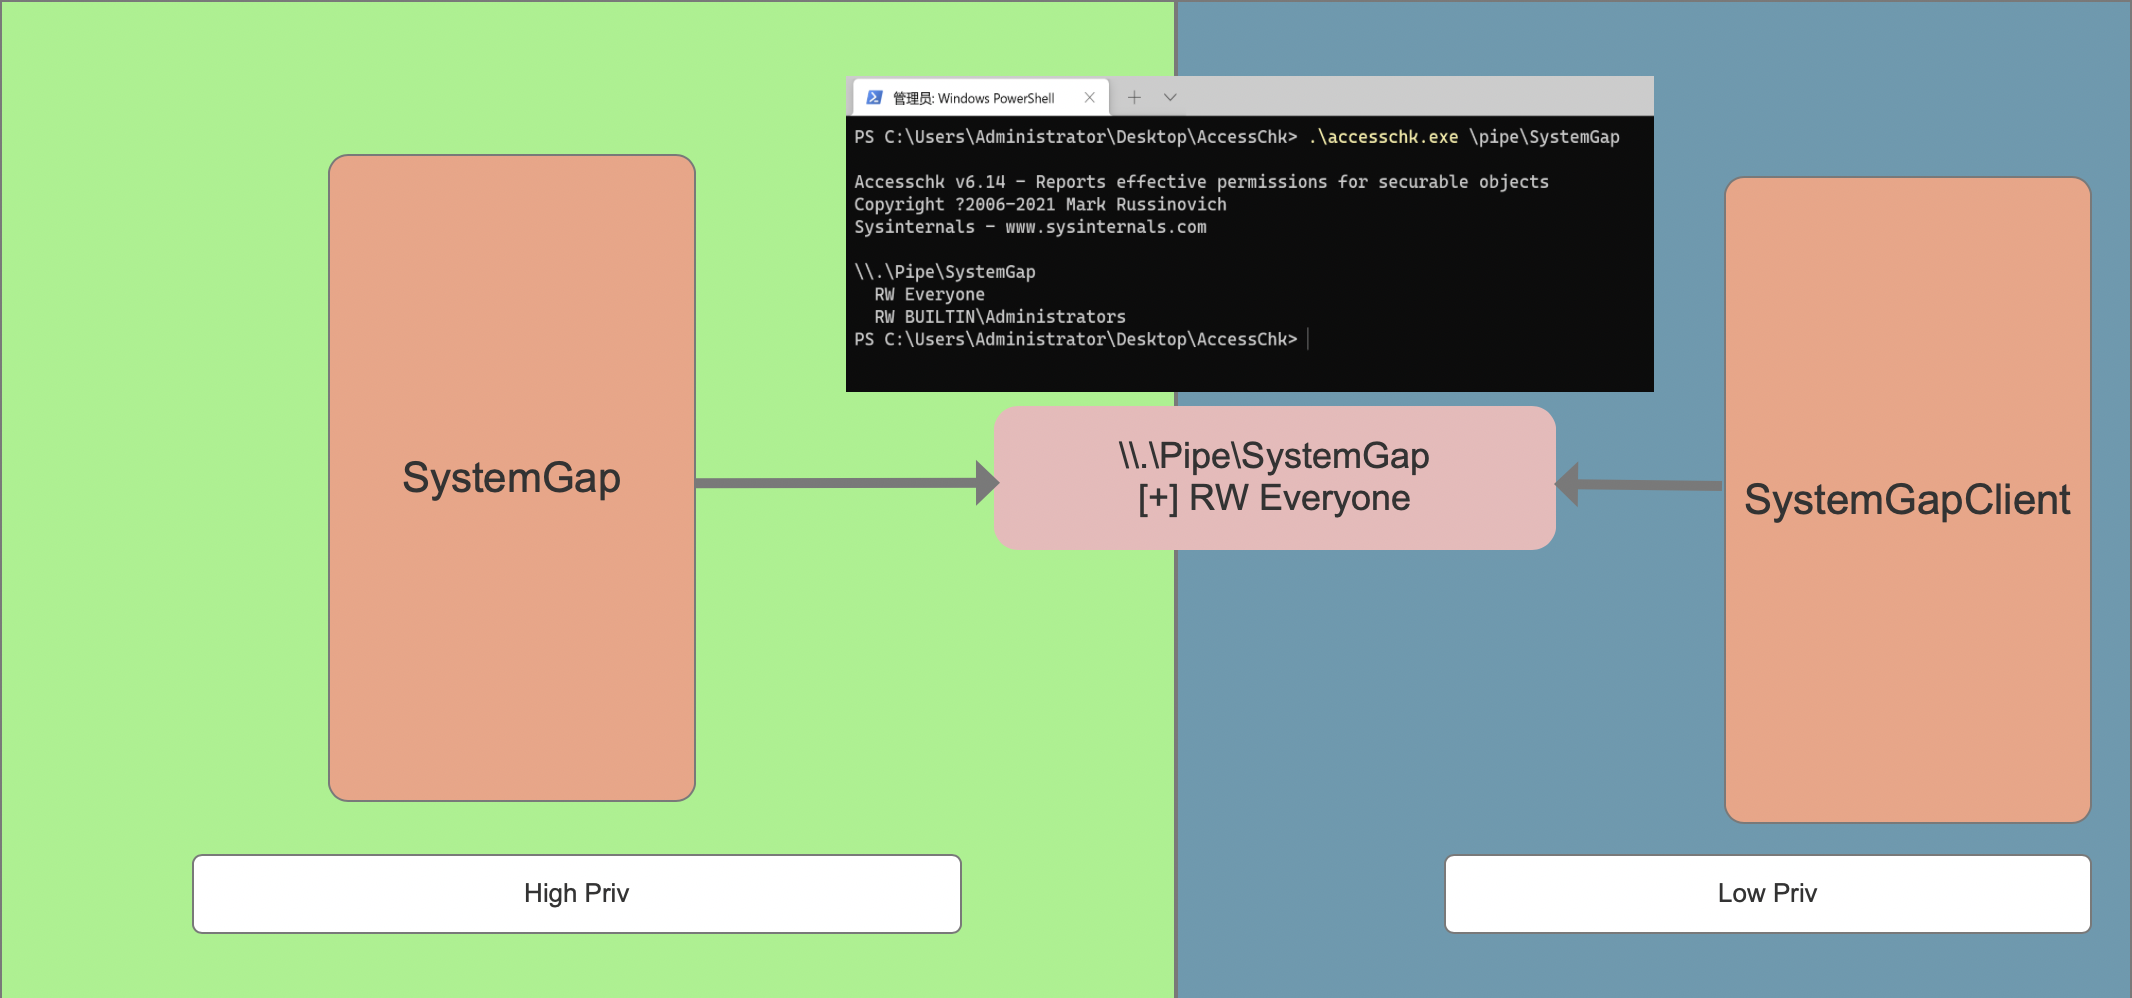 管理员: Windows PowerShell
PS C:\Users\Administrator\Desktop\AccessChk> .\accesschk.exe \pipe\SystemGap
Accesschk v6.14 - Reports effective permissions for securable objects
Copyright ?2006-2021 Mark Russinovich
Sysinternals - www.sysinternals.com
\\.\Pipe\SystemGap
RW Everyone
RW BUILTIN\Administrators
PS C:\Users\Administrator\Desktop\AccessChk>
SystemGap
\\.\Pipe\SystemGap
[+] RW Everyone
SystemGapClient
High Priv
Low Priv